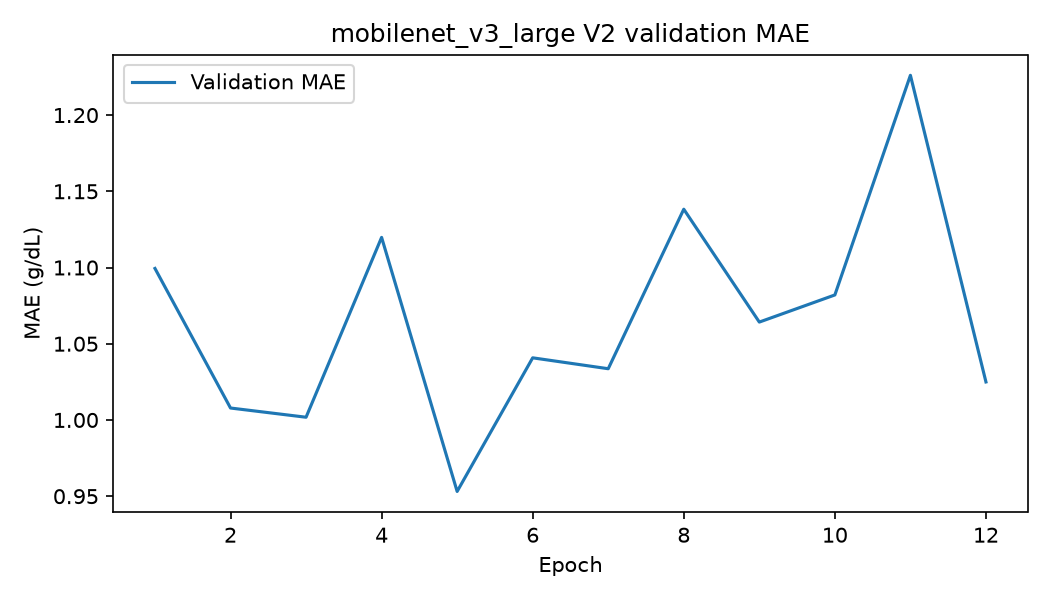 mobilenet_v3_large V2 validation MAE
Validation MAE
MAE (g/dL)
1.20
1.15
1.10
1.05
1.00
0.95
2 4 6 8 10 12
Epoch